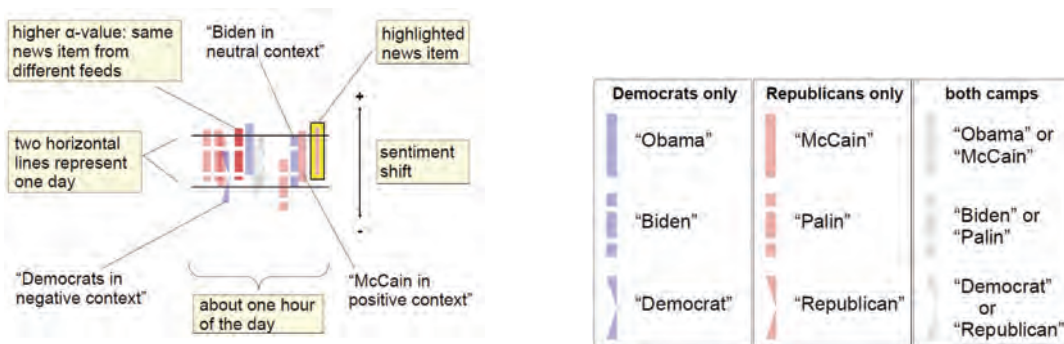 higher α-value: same
news item from
different feeds
“Biden in
neutral context”
highlighted
news item
+
two horizontal
lines represent
one day
sentiment
shift
-
“Democrats in
negative context”
“McCain in
positive context”
about one hour
of the day
Democrats only
Republicans only
both camps
“Obama”
“McCain”
“Obama” or
“McCain”
“Biden”
“Palin”
“Biden” or
“Palin”
“Democrat”
“Republican”
“Democrat”
or
“Republican”